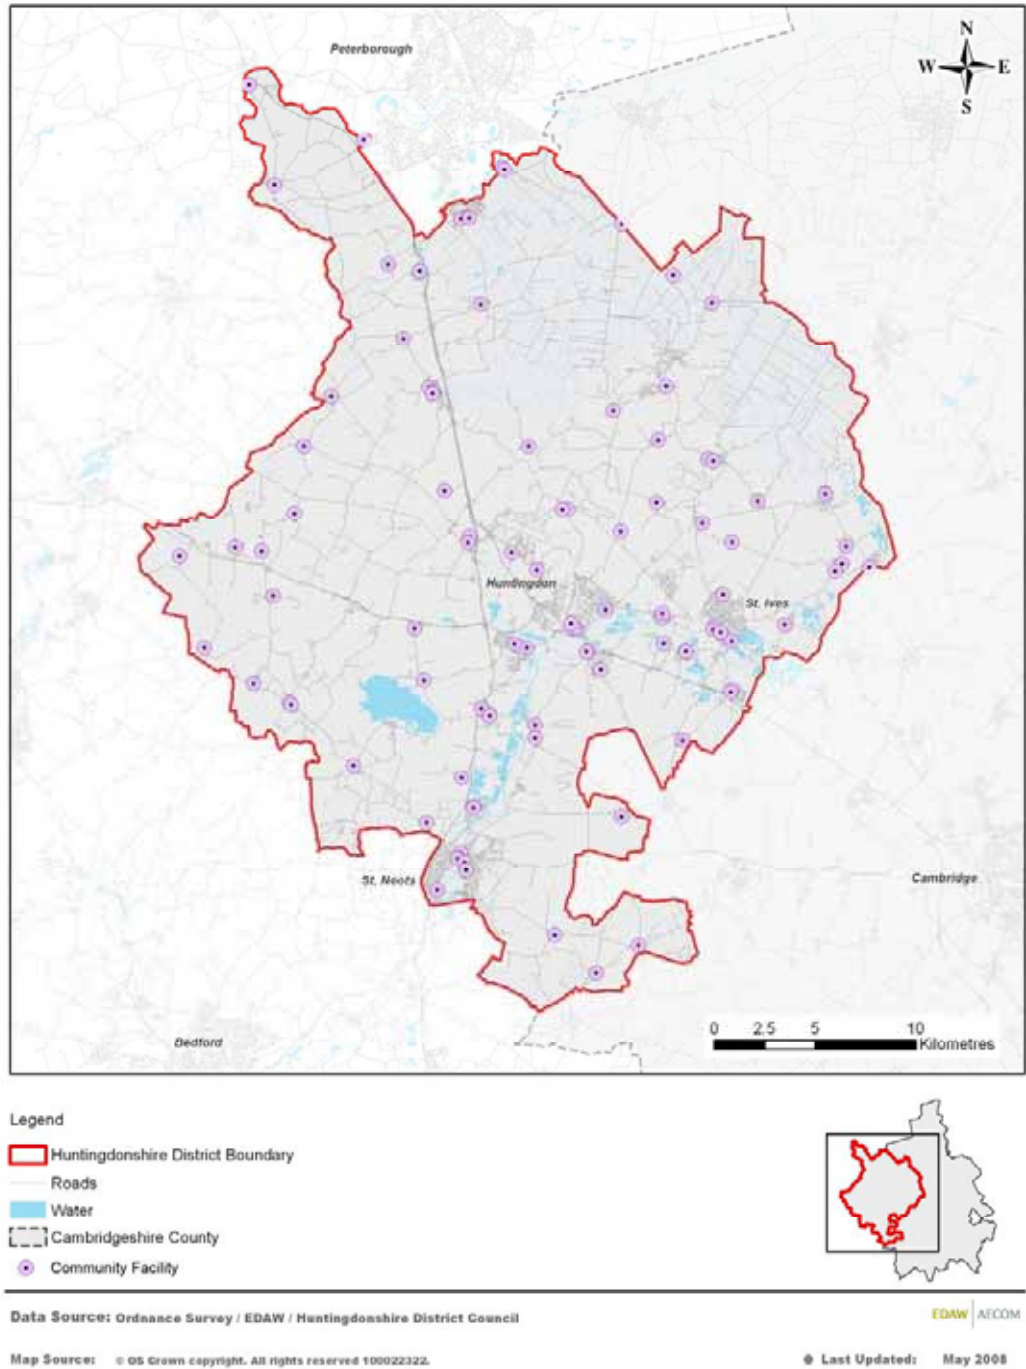 Peterborough
N
W E
S
Huntingdon
St. Ives
St. Neots
Cambridge
Bedford
0 2.5 5 10
Kilometres
Legend
Huntingdonshire District Boundary
Roads
Water
Cambridgeshire County
Community Facility
Data Source: Ordnance Survey / EDAW / Huntingdonshire District Council
EDAW | AECOM
Map Source: © OS Crown copyright. All rights reserved 100022322.
Last Updated: May 2008